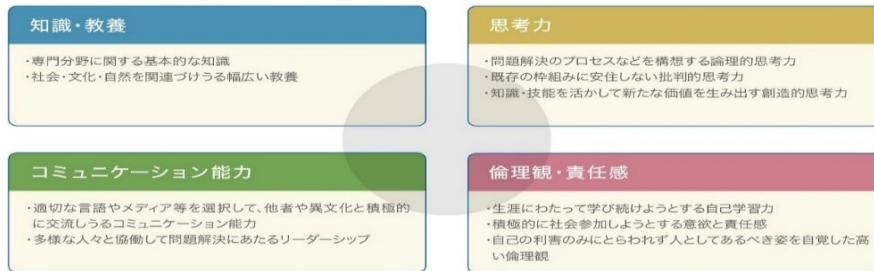 知識・教養
・専門分野に関する基本的な知識
・社会・文化・自然を関連づけうる幅広い教養
思考力
・問題解決のプロセスなどを構想する論理的思考力
・既存の枠組みに安住しない批判的思考力
・知識・技能を活かして新たな価値を生み出す創造的思考力
コミュニケーション能力
・適切な言語やメディア等を選択して、他者や異文化と積極的
に交流しうるコミュニケーション能力
・多様な人々と協働して問題解決にあたるリーダーシップ
倫理観・責任感
・生涯にわたって学び続けようとする自己学習力
・積極的に社会参加しようとする意欲と責任感
・自己の利害のみにとらわれず人としてあるべき姿を自覚した高
い倫理観